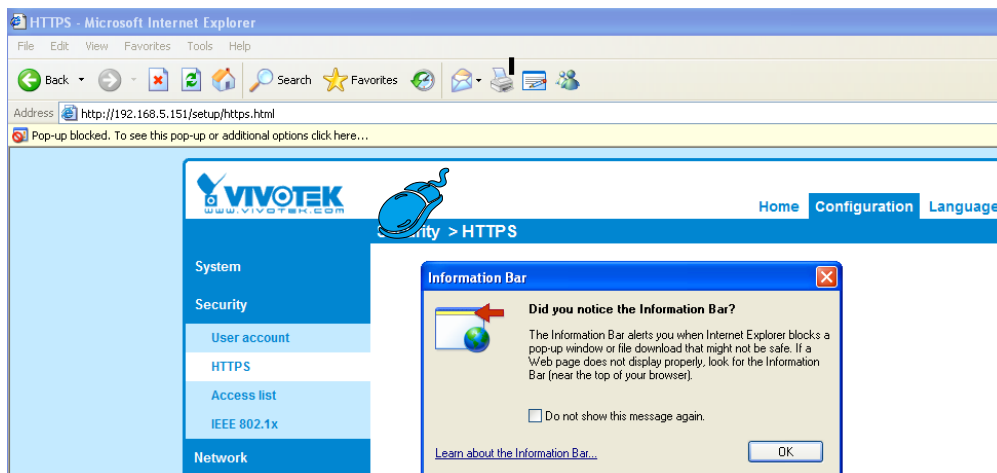 HTTPS - Microsoft Internet Explorer
File Edit View Favorites Tools Help
Back Search Favorites
Address http://192.168.5.151/setup/https.html
Pop-up blocked. To see this pop-up or additional options click here...
VIVOTEK
WWW.VIVOTEK.COM
Home Configuration Language
> HTTPS
System
Security
User account
HTTPS
Access list
IEEE 802.1x
Network
Information Bar
Did you notice the Information Bar?
The Information Bar alerts you when Internet Explorer blocks a
pop-up window or file download that might not be safe. If a
Web page does not display properly, look for the Information
Bar (near the top of your browser).
Do not show this message again.
Learn about the Information Bar...
OK